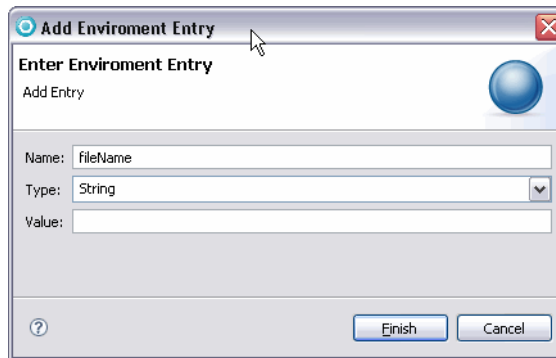 Add Enviroment Entry
Enter Enviroment Entry
Add Entry
Name: fileName
Type: String
Value:
? Finish Cancel